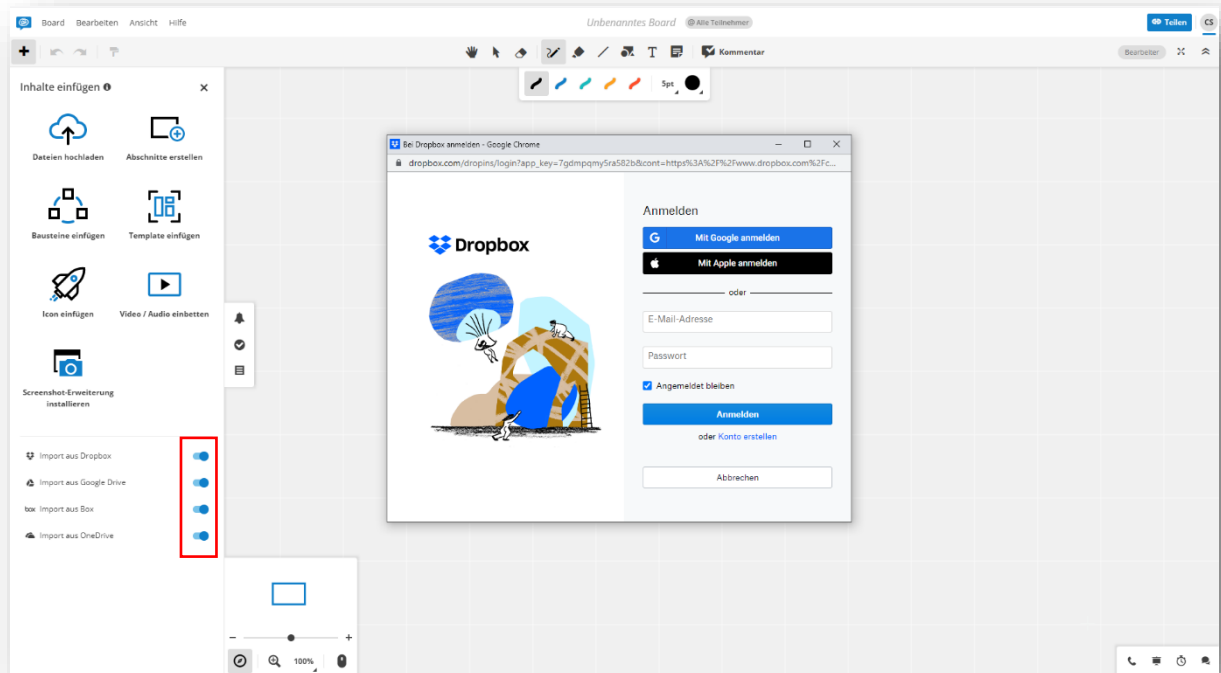 Board Bearbeiten Ansicht Hilfe
Unbenanntes Board
Alle Teilnehmer
Teilen
CS
T
Kommentar
Bearbeiter
Inhalte einfügen
5pt
Dateien hochladen
Abschnitte erstellen
Bausteine einfügen
Template einfügen
Icon einfügen
Video / Audio einbetten
Screenshot-Erweiterung
installieren
Import aus Dropbox
Import aus Google Drive
box Import aus Box
Import aus OneDrive
100%
Bei Dropbox anmelden - Google Chrome
dropbox.com/dropins/login?app_key=7gdmpqmy5ra582b&cont=https%3A%2F%2Fwww.dropbox.com%2Fc...
Dropbox
Anmelden
Mit Google anmelden
Mit Apple anmelden
oder
E-Mail-Adresse
Passwort
Angemeldet bleiben
Anmelden
oder Konto erstellen
Abbrechen